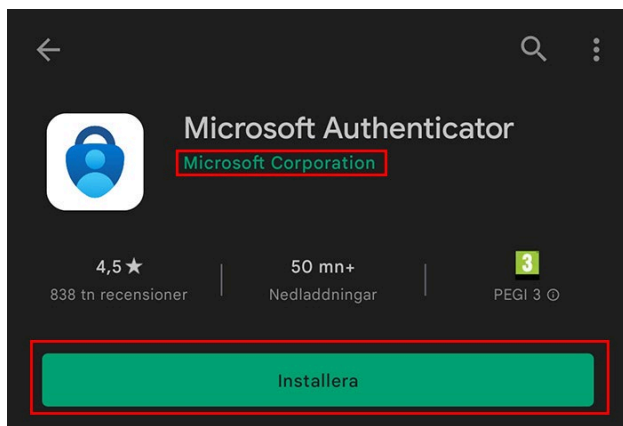 Microsoft Authenticator
Microsoft Corporation
4,5★
50 mn+
3
838 tn recensioner
Nedladdningar
PEGI 3
Installera